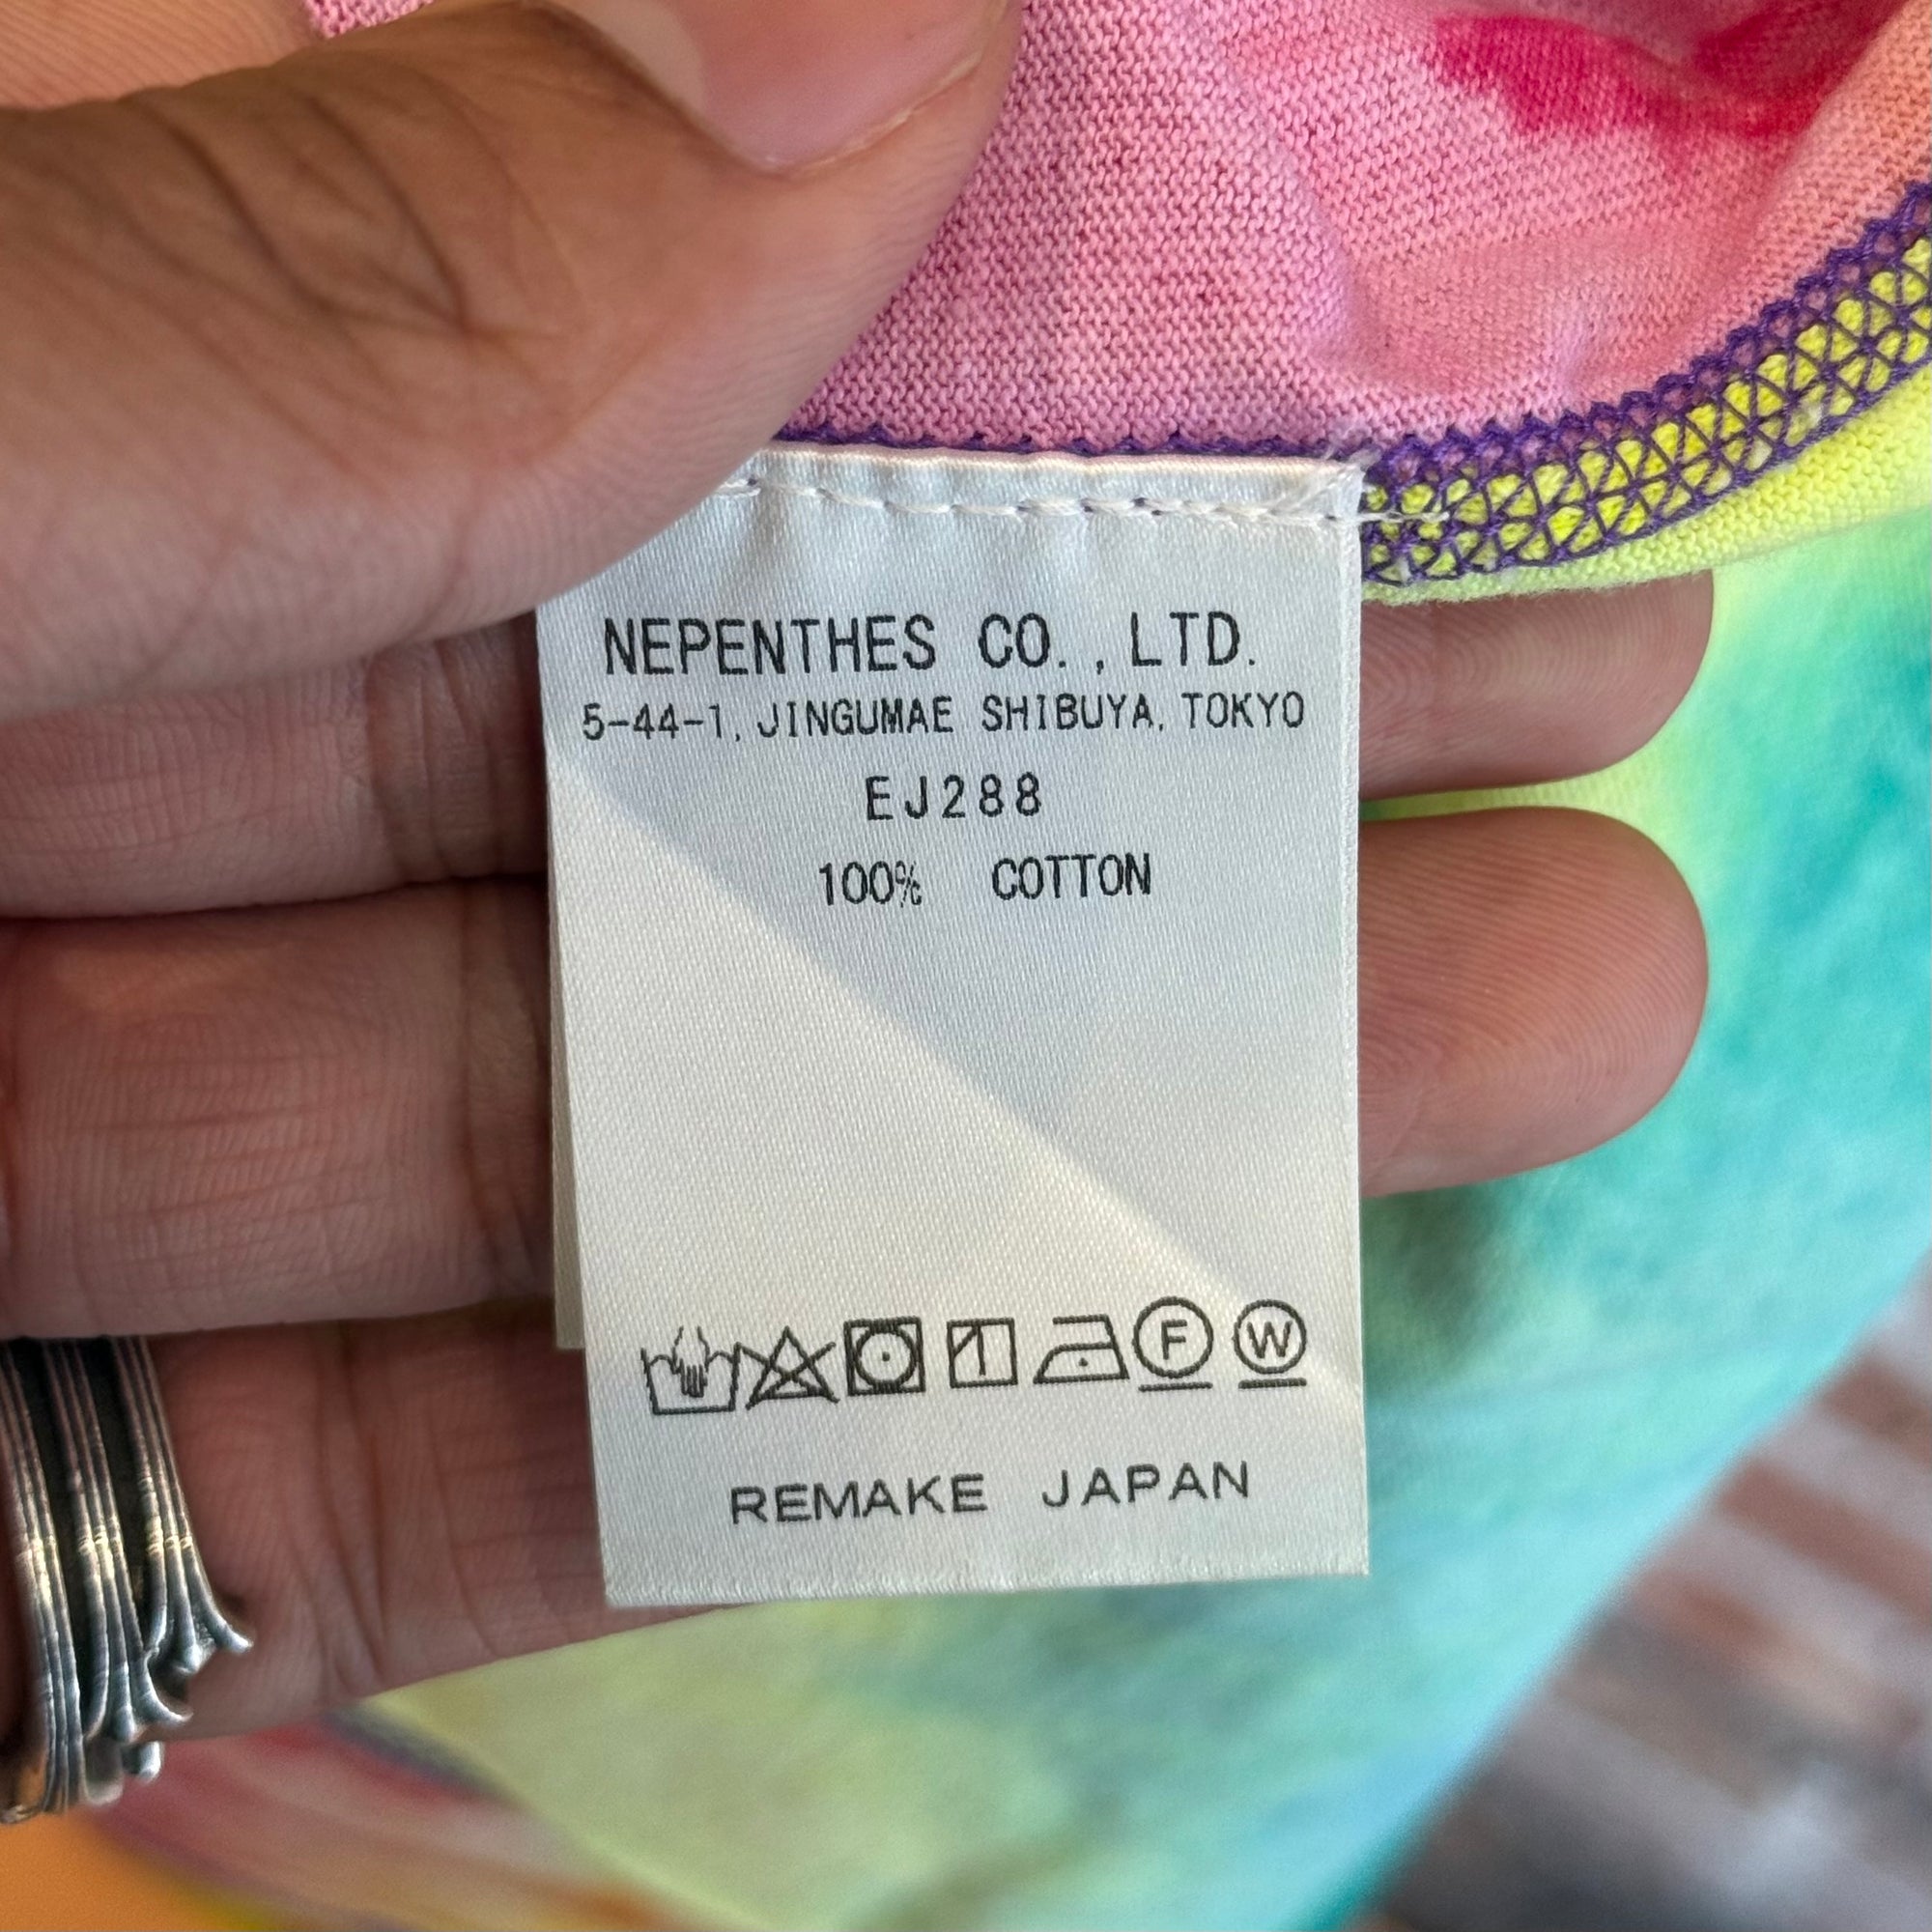 NEPENTHES CO., LTD.
5-44-1, JINGUMAE SHIBUYA, TOKYO
EJ288
100% COTTON
F W
REMAKE JAPAN